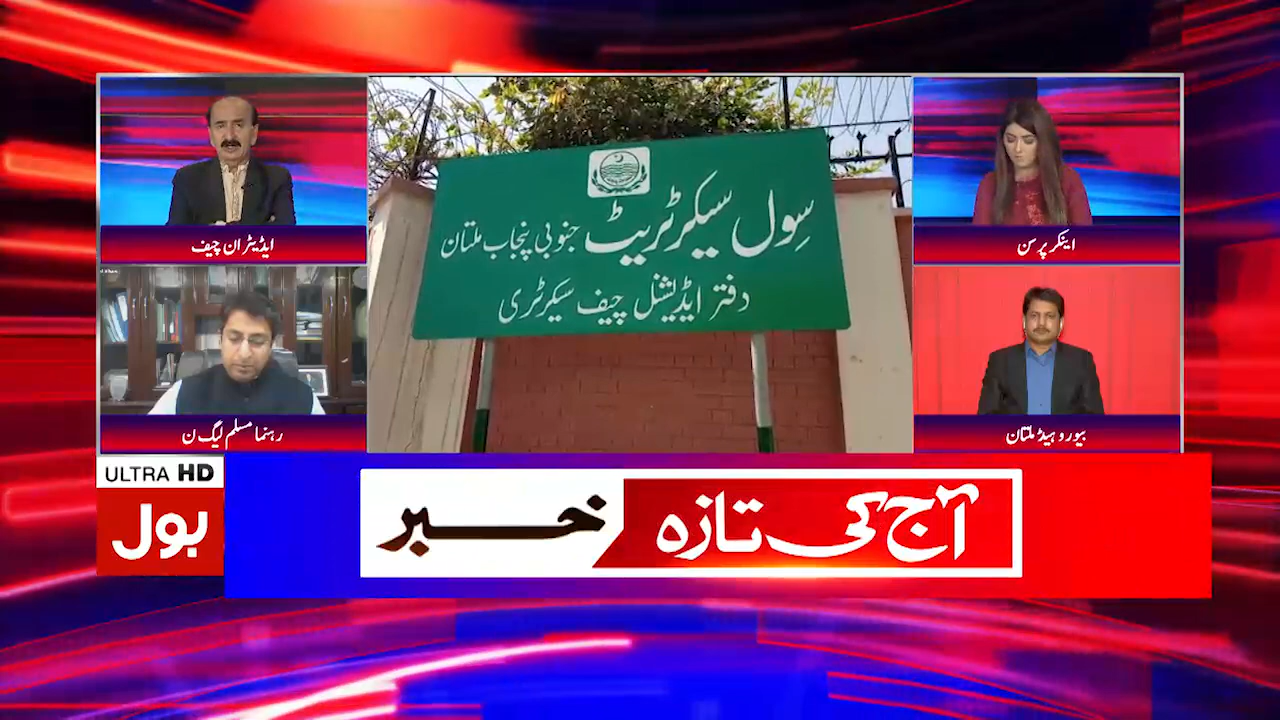 ایڈیٹر ان چیف
اینکر پرسن
سِول سیکرٹریٹ جنوبی پنجاب ملتان
دفتر ایڈیشنل چیف سیکرٹری
رہنما مسلم لیگ ن
بیورو ہیڈ ملتان
ULTRA HD
بول
آج کی تازہ خبر